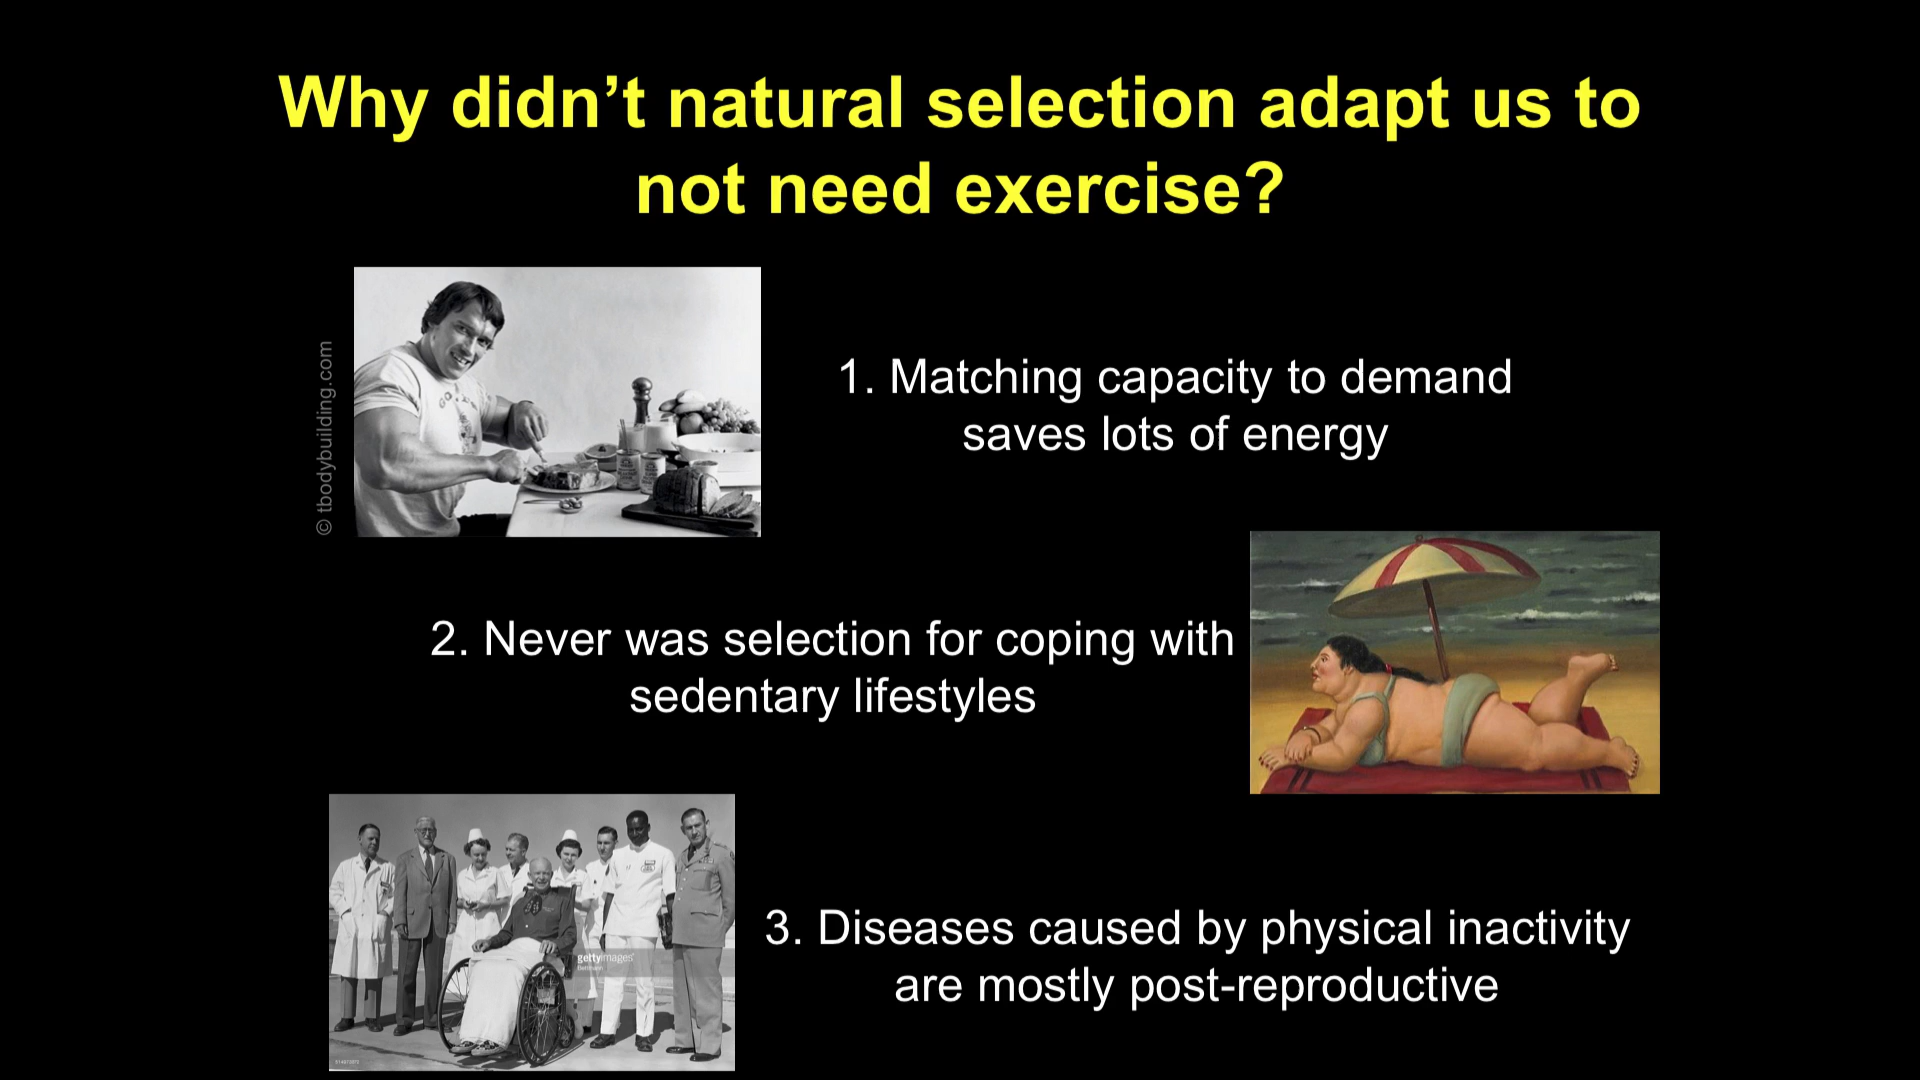 Why didn’t natural selection adapt us to
not need exercise?
© tbodybuilding.com
1. Matching capacity to demand
saves lots of energy
2. Never was selection for coping with
sedentary lifestyles
gettyimages
Bettmann
3. Diseases caused by physical inactivity
are mostly post-reproductive